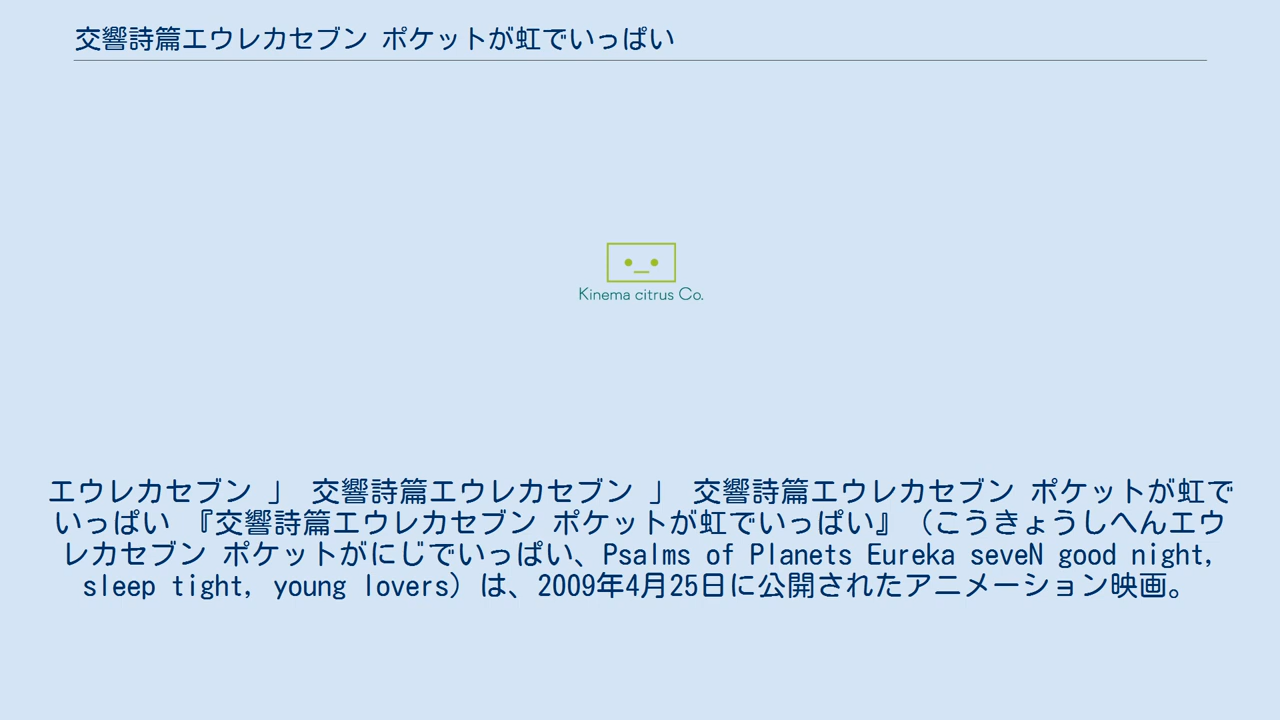 交響詩篇エウレカセブン ポケットが虹でいっぱい
Kinema citrus Co.
エウレカセブン 」 交響詩篇エウレカセブン 」 交響詩篇エウレカセブン ポケットが虹で
いっぱい 『交響詩篇エウレカセブン ポケットが虹でいっぱい』 （こうきょうしへんエウ
レカセブン ポケットがにじでいっぱい、Psalms of Planets Eureka seveN good night,
sleep tight, young lovers）は、2009年4月25日に公開されたアニメーション映画。